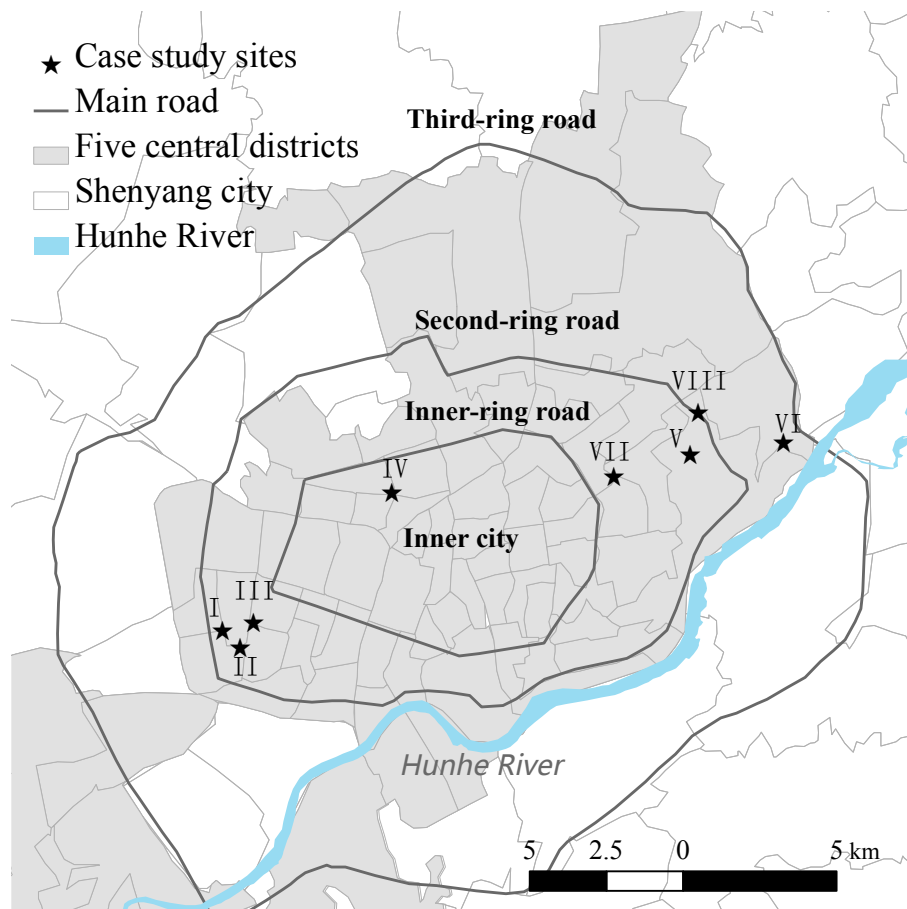 Case study sites
Main road
Five central districts
Shenyang city
Hunhe River
Third-ring road
Second-ring road
VIII
Inner-ring road
VI
V
VII
IV
Inner city
III
I
II
Hunhe River
5 2.5 0 5 km